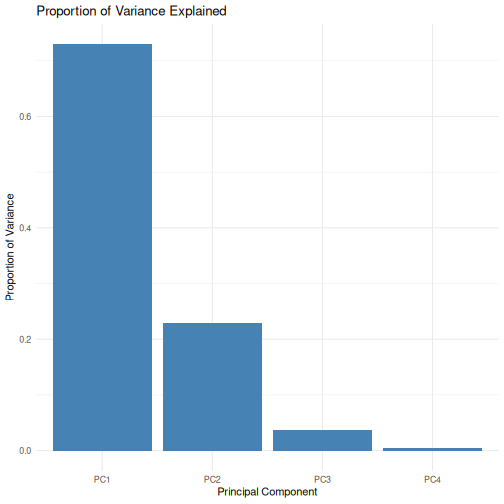 Proportion of Variance Explained
Proportion of Variance
0.6
0.4
0.2
0.0
PC1 PC2 PC3 PC4
Principal Component